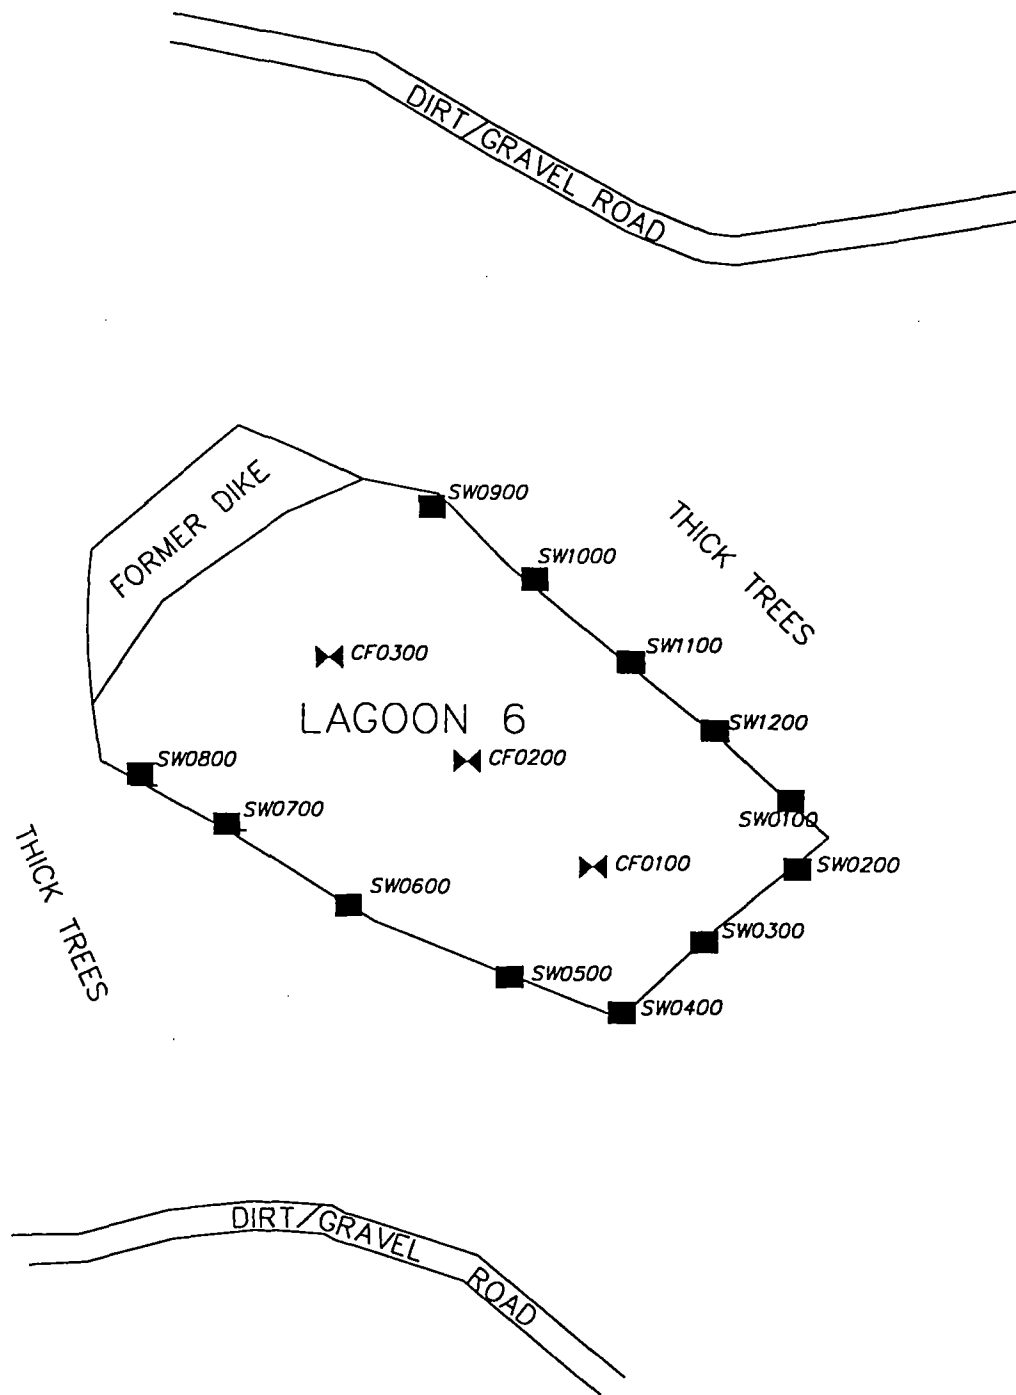 DIRT/GRAVEL ROAD
SW0900
FORMER DIKE
THICK TREES
SW1000
SW1100
CF0300
LAGOON 6
SW1200
SW0800
CF0200
SW0700
SW0100
THICK TREES
CF0100
SW0200
SW0600
SW0300
SW0500
SW0400
DIRT/GRAVEL ROAD